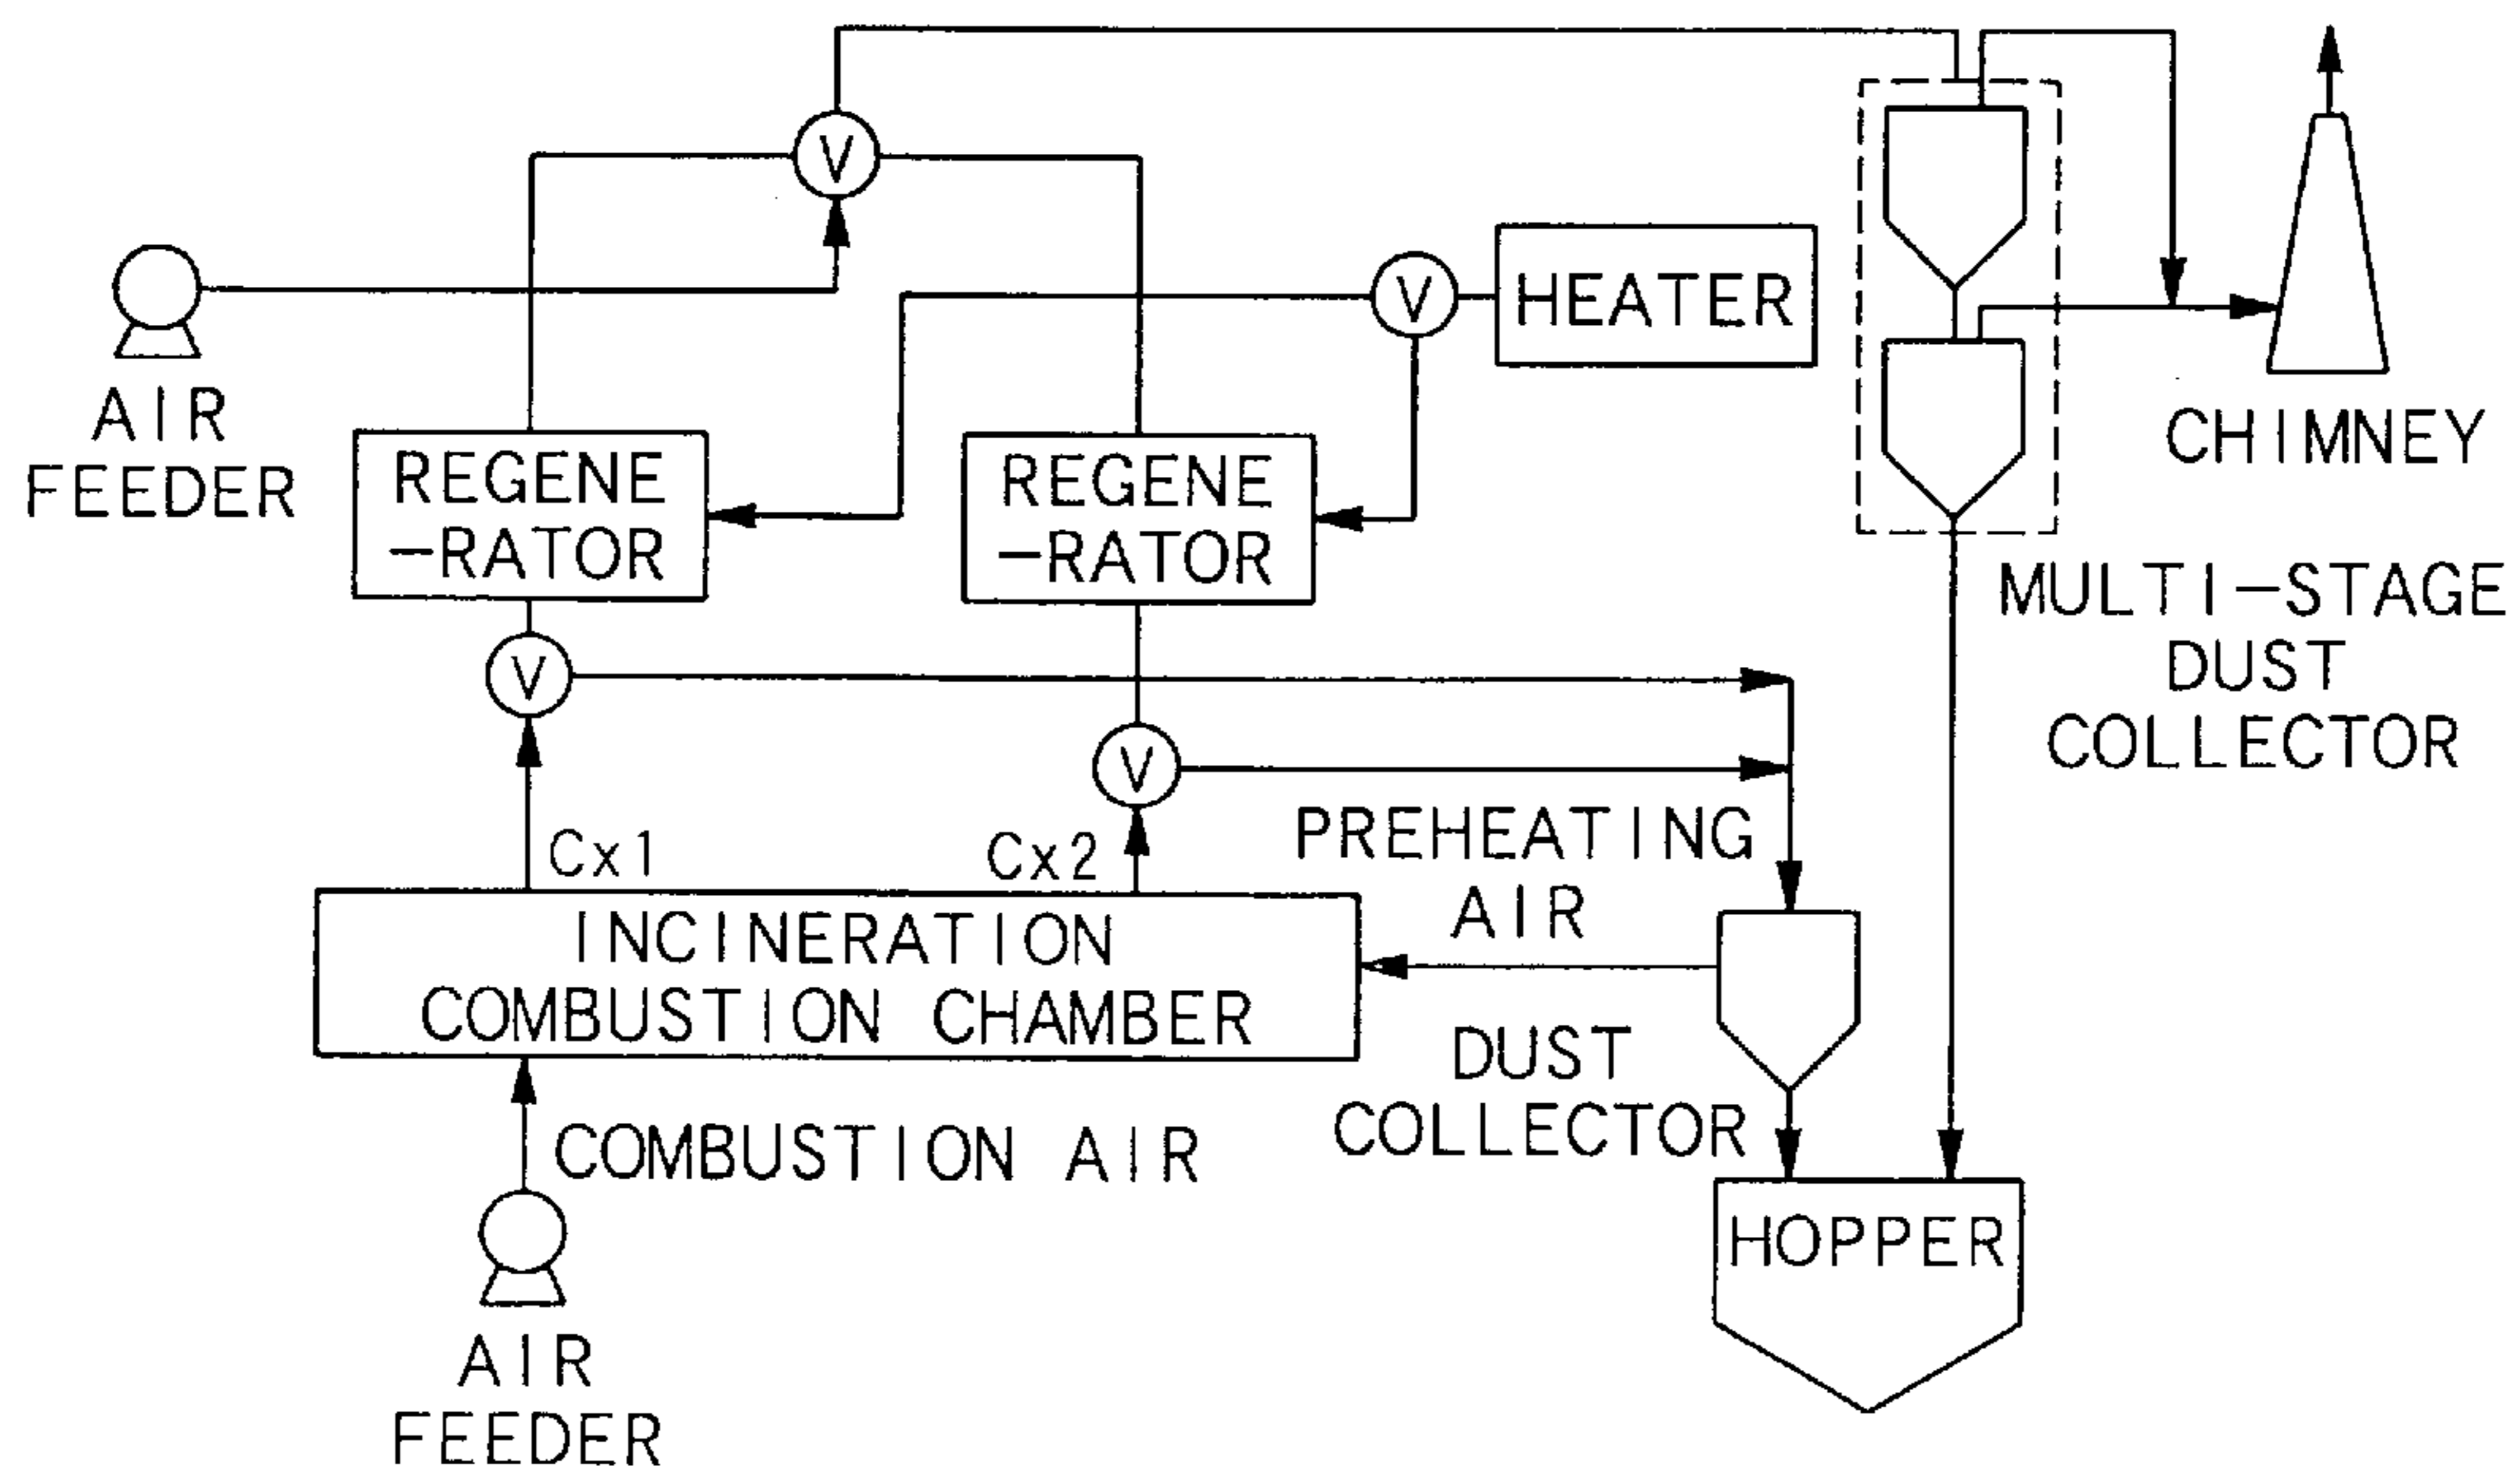 V
V
HEATER
AIR
FEEDER
CHIMNEY
REGENE
-RATOR
REGENE
-RATOR
MULTI-STAGE
DUST
COLLECTOR
V
V
PREHEATING
AIR
Cx1
Cx2
INCINERATION
COMBUSTION CHAMBER
DUST
COLLECTOR
COMBUSTION AIR
HOPPER
AIR
FEEDER